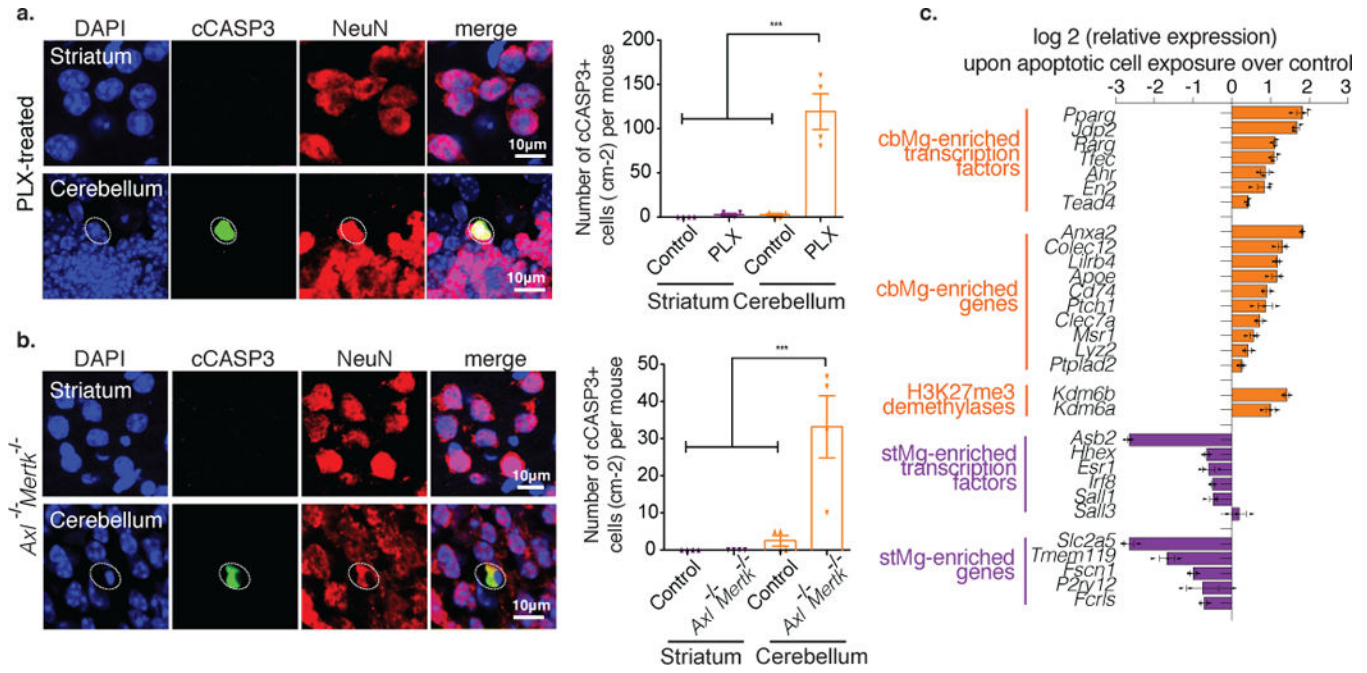 a.
DAPI cCASP3 NeuN merge
PLX-treated
Striatum
10μm
Cerebellum
10μm
Number of cCASP3+
cells ( cm-2) per mouse
200
150
100
50
0
***
Control PLX Control PLX
Striatum Cerebellum
b.
DAPI cCASP3 NeuN merge
Axl -/- Mertk -/-
Striatum
10μm
Cerebellum
10μm
Number of cCASP3+
cells (cm-2) per mouse
50
40
30
20
10
0
***
Control Axl -/- Mertk -/- Control Axl -/- Mertk -/-
Striatum Cerebellum
c.
log 2 (relative expression)
upon apoptotic cell exposure over control
-3 -2 -1 0 1 2 3
cbMg-enriched
transcription
factors
Pparg
Jdp2
Rarg
Tfec
Ahr
En2
Tead4
cbMg-enriched
genes
Anxa2
Colec12
Lilrb4
Apoe
Cd74
Ptch1
Clec7a
Msr1
Lyz2
Ptplad2
H3K27me3
demethylases
Kdm6b
Kdm6a
stMg-enriched
transcription
factors
Asb2
Hhex
Esr1
Irf8
Sall1
Sall3
stMg-enriched
genes
Slc2a5
Tmem119
Fscn1
P2ry12
Fcrls